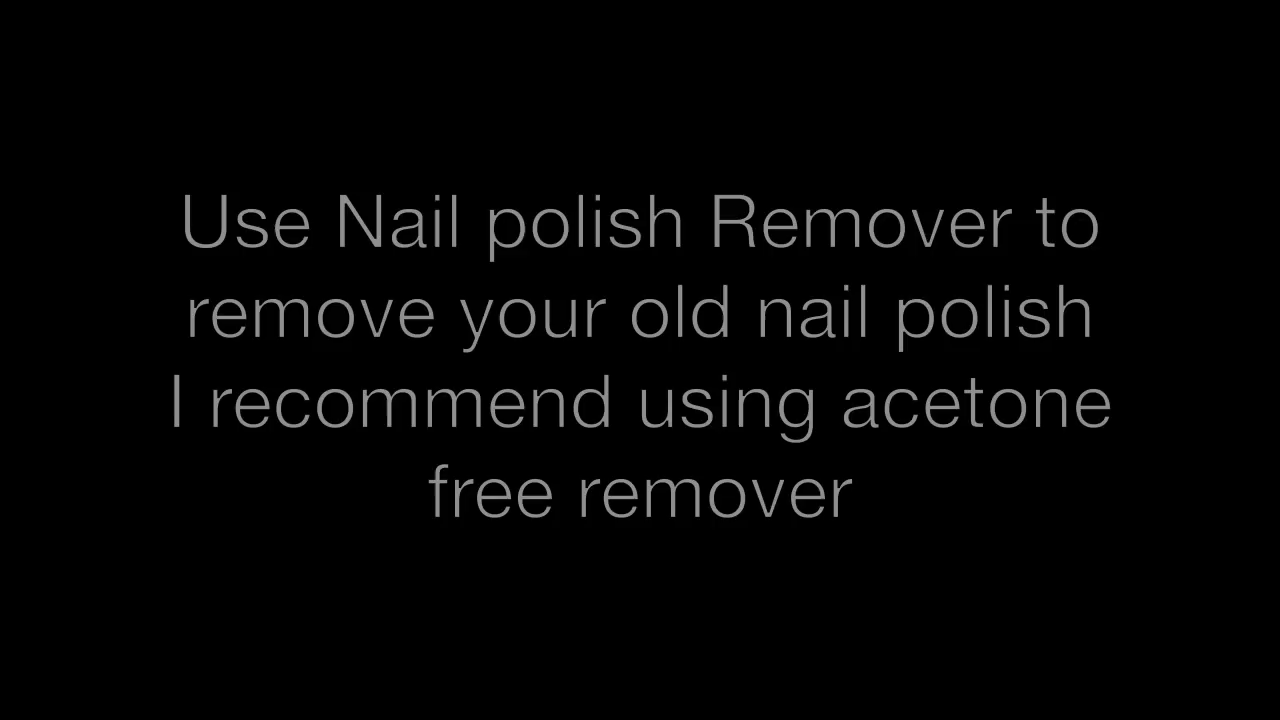 Use Nail polish Remover to
remove your old nail polish
I recommend using acetone
free remover